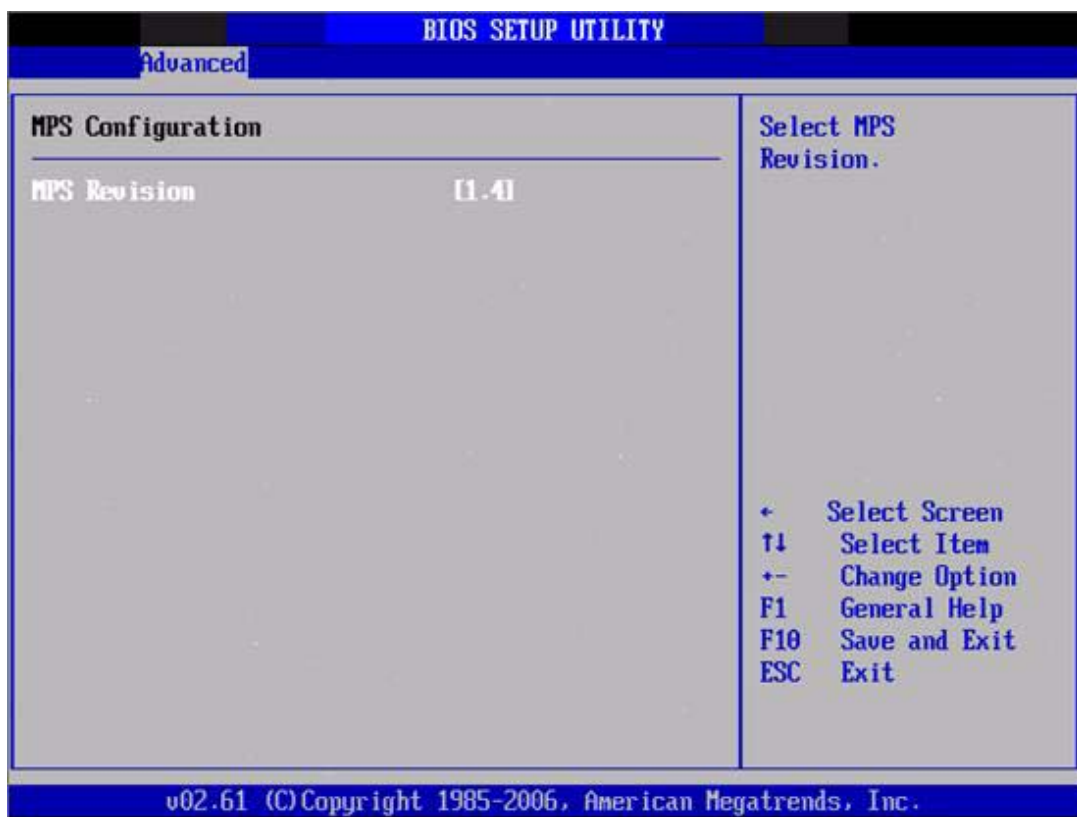 BIOS SETUP UTILITY
Advanced
MPS Configuration
MPS Revision [1.4]
Select MPS
Revision.
← Select Screen
↑↓ Select Item
+- Change Option
F1 General Help
F10 Save and Exit
ESC Exit
v02.61 (C)Copyright 1985-2006, American Megatrends, Inc.